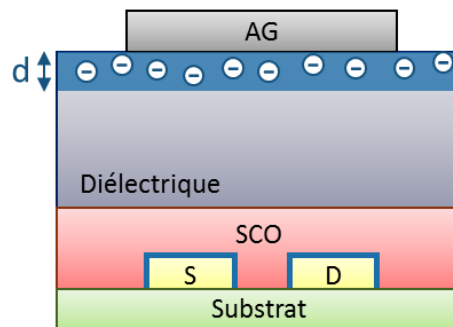 AG
d
Diélectrique
SCO
S D
Substrat